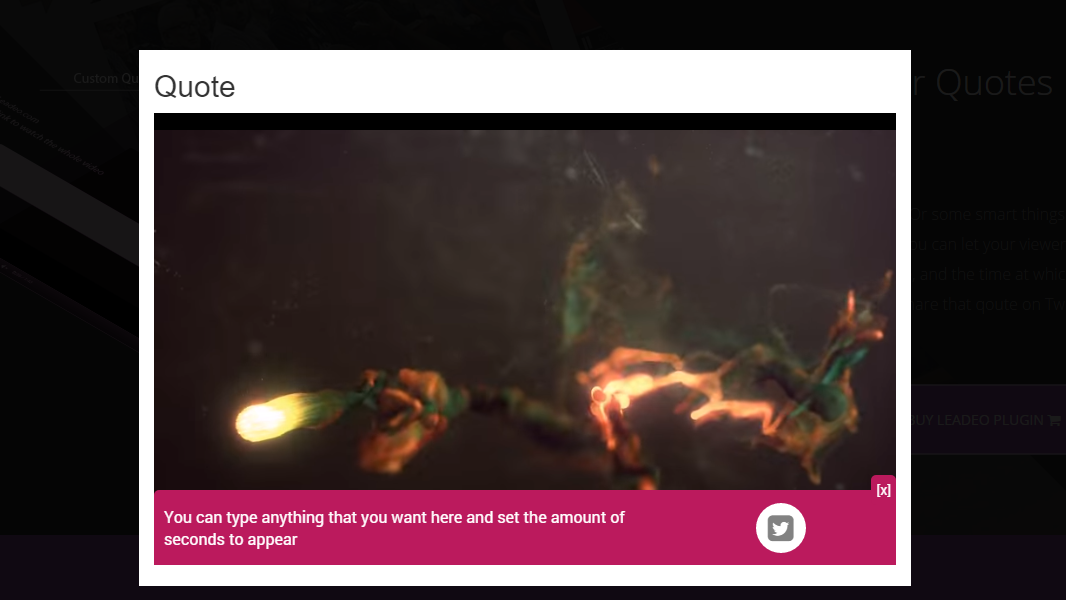 Custom Qu
r Quotes
Quote
Or some smart things
ou can let your viewer
and the time at whic
are that qoute on Tw
BUY LEADEO PLUGIN
[x]
You can type anything that you want here and set the amount of
seconds to appear